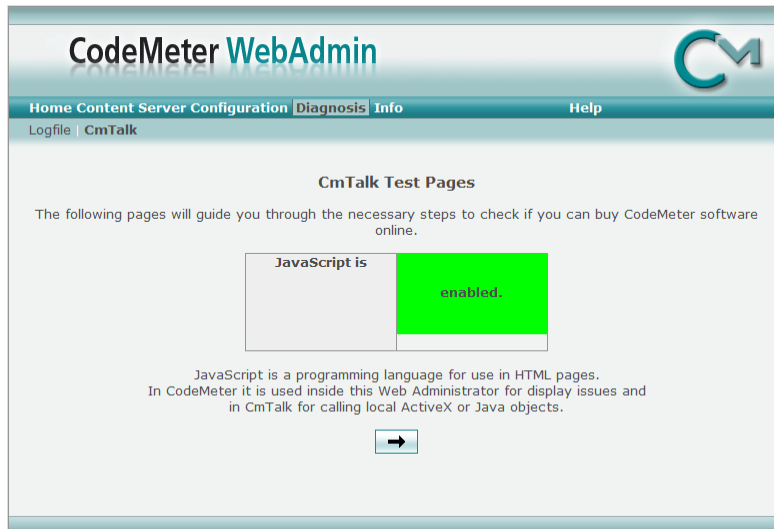 CodeMeter WebAdmin
CM
Home Content Server Configuration Diagnosis Info Help
Logfile | CmTalk
CmTalk Test Pages
The following pages will guide you through the necessary steps to check if you can buy CodeMeter software
online.
JavaScript is
enabled.
JavaScript is a programming language for use in HTML pages.
In CodeMeter it is used inside this Web Administrator for display issues and
in CmTalk for calling local ActiveX or Java objects.